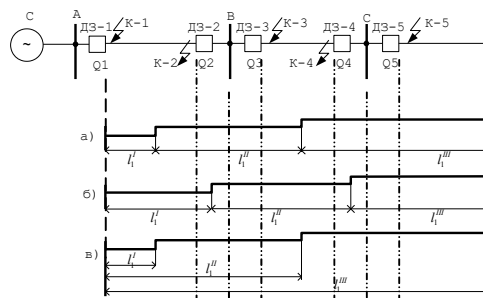 С A ДЗ-1 К-1 ДЗ-2 B ДЗ-3 К-3 ДЗ-4 C ДЗ-5 К-5
~
Q1 К-2 Q2 Q3 К-4 Q4 Q5
а) l₁ᴵ l₁ᴵᴵ l₁ᴵᴵᴵ
б) l₁ᴵ l₁ᴵᴵ l₁ᴵᴵᴵ
в) l₁ᴵ
l₁ᴵᴵ
l₁ᴵᴵᴵ